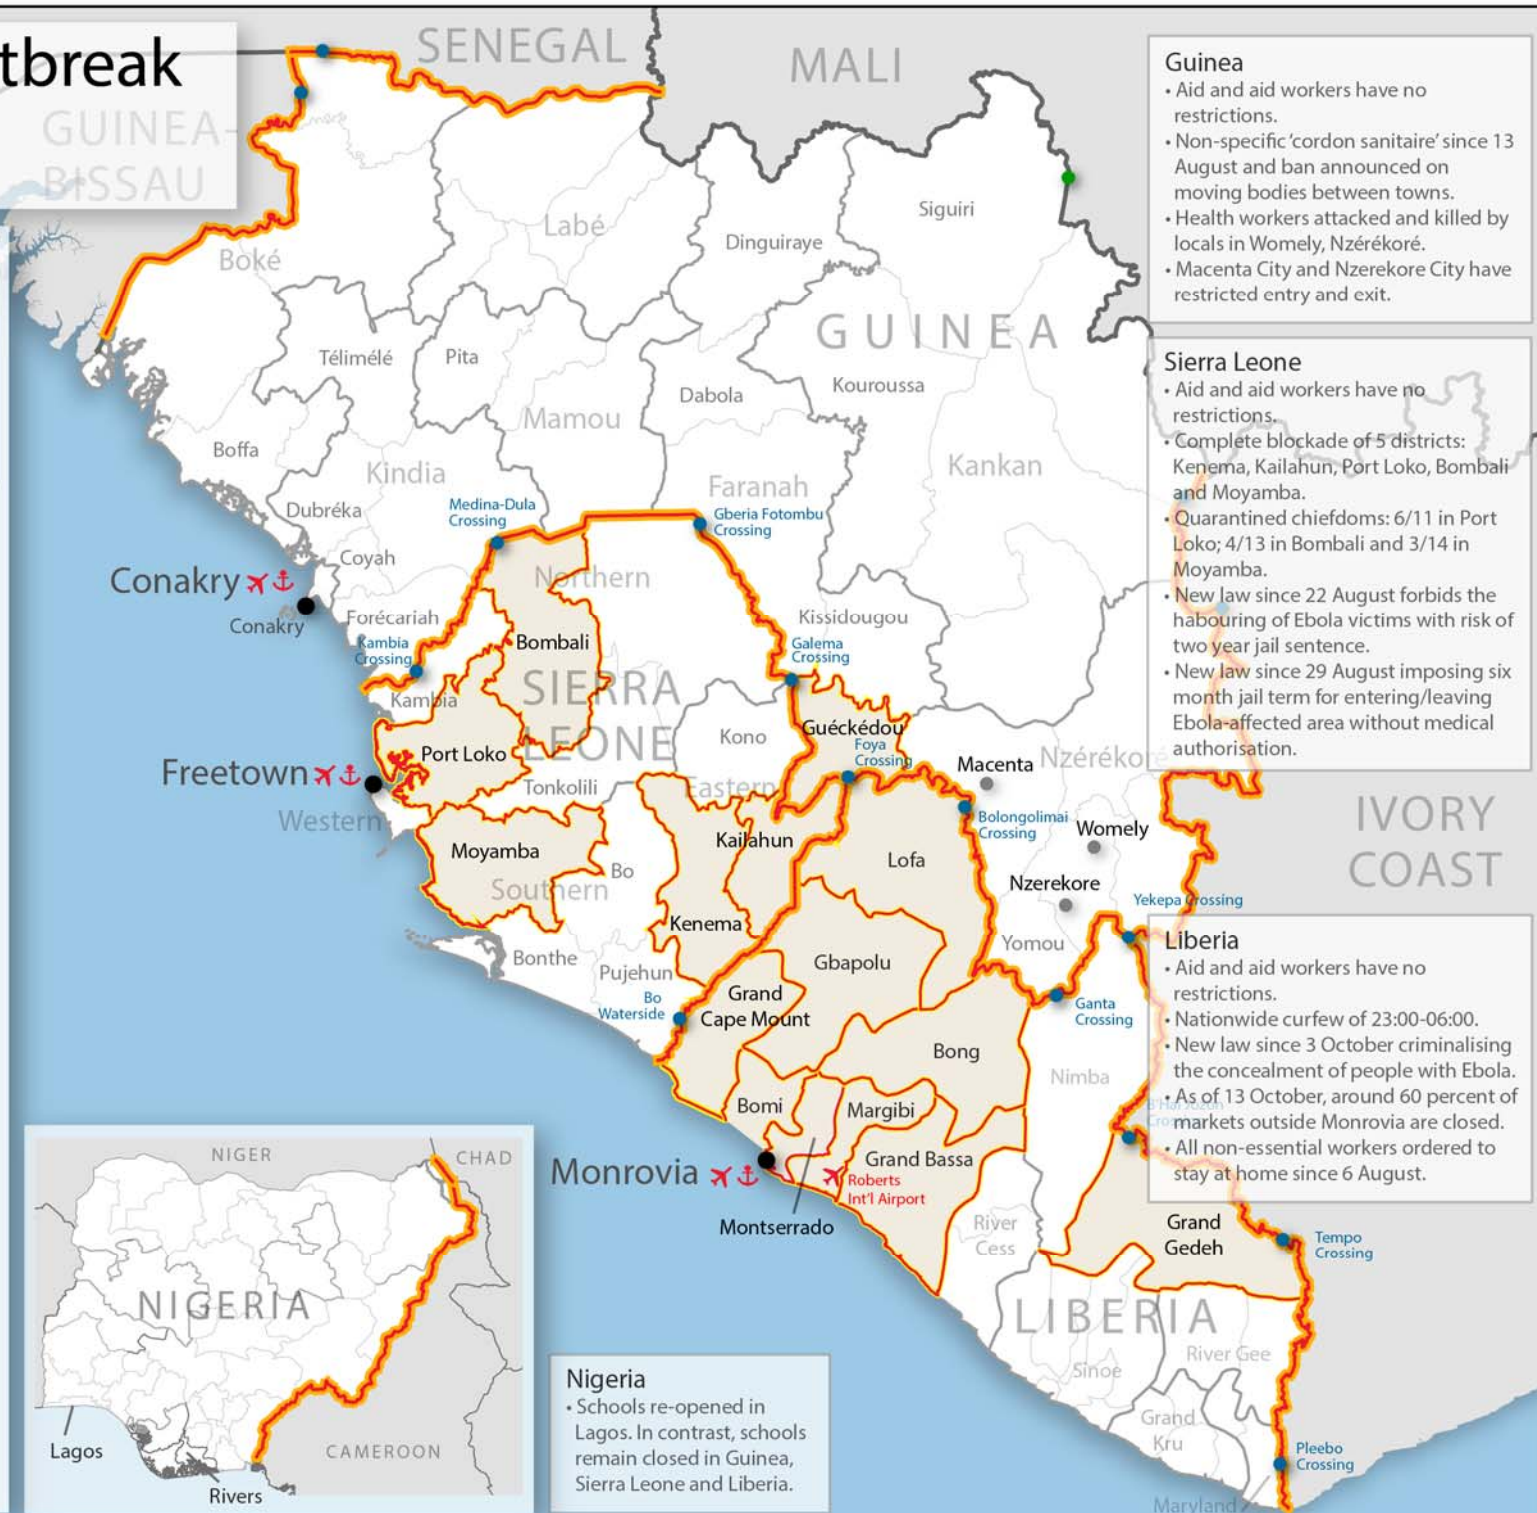 tbreak
SENEGAL
MALI
GUINEA-
BISSAU
Guinea
• Aid and aid workers have no
restrictions.
• Non-specific 'cordon sanitaire' since 13
August and ban announced on
moving bodies between towns.
• Health workers attacked and killed by
locals in Womely, Nzérékoré.
• Macenta City and Nzerekore City have
restricted entry and exit.
Sierra Leone
• Aid and aid workers have no
restrictions.
• Complete blockade of 5 districts:
Kenema, Kailahun, Port Loko, Bombali
and Moyamba.
• Quarantined chiefdoms: 6/11 in Port
Loko; 4/13 in Bombali and 3/14 in
Moyamba.
• New law since 22 August forbids the
habouring of Ebola victims with risk of
two year jail sentence.
• New law since 29 August imposing six
month jail term for entering/leaving
Ebola-affected area without medical
authorisation.
Siguiri
Labé
Dinguiraye
Boké
GUINEA
Télimélé
Pita
Kouroussa
Dabola
Mamou
Boffa
Kindia
Kankan
Faranah
Dubréka
Medina-Dula
Crossing
Gberia Fotombu
Crossing
Coyah
Conakry
Northern
Conakry
Forécariah
Kissidougou
Kambia
Crossing
Bombali
Galema
Crossing
SIERRA
LEONE
Kambia
Guéckédou
Foya
Crossing
Kono
Port Loko
Macenta
Nzérékoré
Freetown
Tonkolili
Eastern
Western
Bolongolimai
Crossing
Womely
IVORY
COAST
Kailahun
Moyamba
Lofa
Bo
Southern
Nzerekore
Yekepa Crossing
Kenema
Yomou
Bonthe
Gbapolu
Pujehun
Grand
Cape Mount
Bo
Waterside
Ganta
Crossing
Liberia
• Aid and aid workers have no
restrictions.
• Nationwide curfew of 23:00-06:00.
• New law since 3 October criminalising
the concealment of people with Ebola.
• As of 13 October, around 60 percent of
markets outside Monrovia are closed.
• All non-essential workers ordered to
stay at home since 6 August.
Bong
Nimba
Bomi
Margibi
Crossing
Grand Bassa
Monrovia
Roberts
Int'l Airport
Montserrado
River
Cess
Grand
Gedeh
Tempo
Crossing
LIBERIA
River Gee
Sinoe
Grand
Kru
Pleebo
Crossing
Maryland
NIGER
CHAD
NIGERIA
CAMEROON
Lagos
Rivers
Nigeria
• Schools re-opened in
Lagos. In contrast, schools
remain closed in Guinea,
Sierra Leone and Liberia.